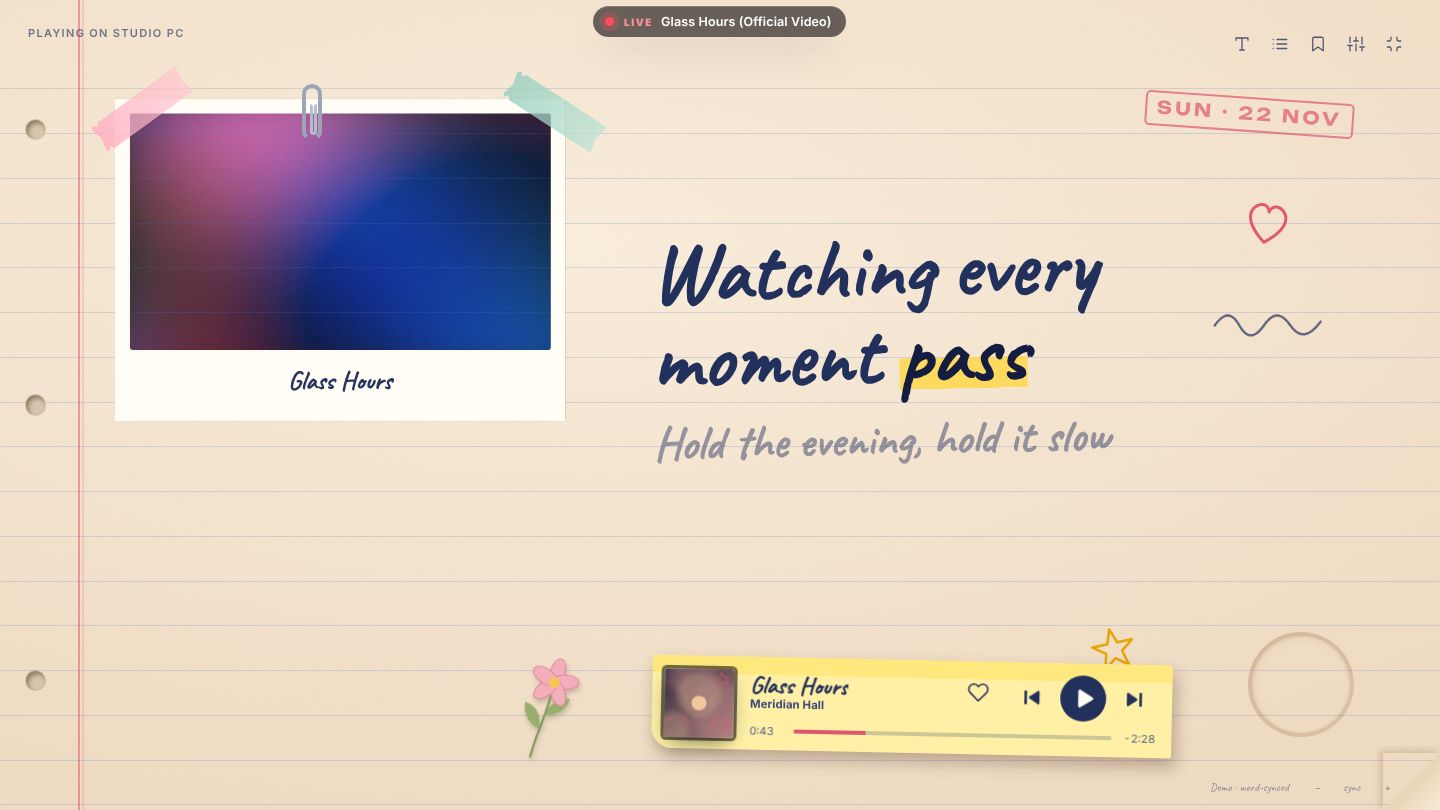 PLAYING ON STUDIO PC
LIVE Glass Hours (Official Video)
SUN · 22 NOV
Glass Hours
Watching every
moment pass
Hold the evening, hold it slow
Glass Hours
Meridian Hall
0:43
-2:28
Demo · word-synced − sync +